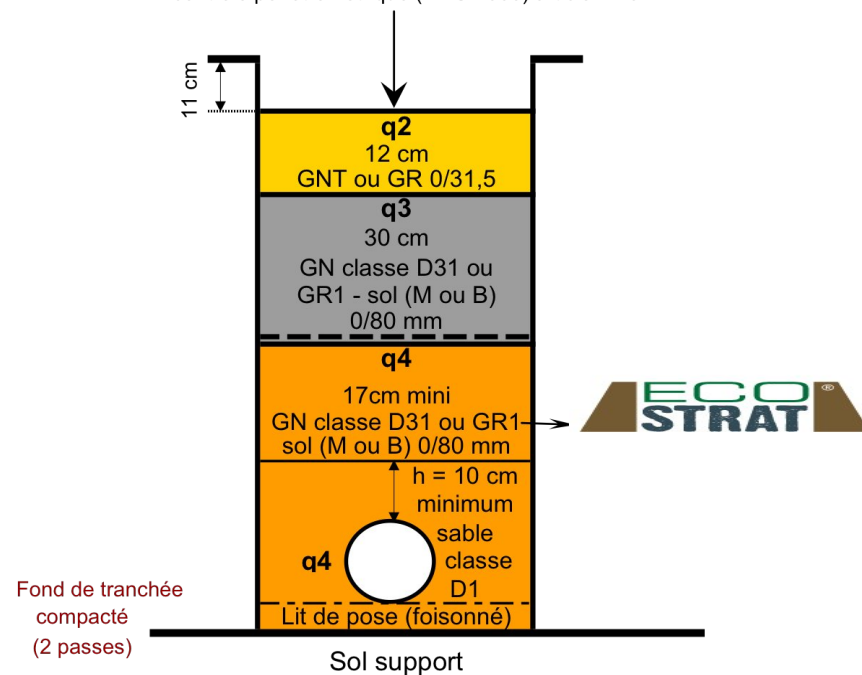 11 cm
q2
12 cm
GNT ou GR 0/31,5
q3
30 cm
GN classe D31 ou
GR1 - sol (M ou B)
0/80 mm
q4
17cm mini
GN classe D31 ou GR1
sol (M ou B) 0/80 mm
ECO ®
STRAT
h = 10 cm
minimum
sable
q4 classe
D1
Fond de tranchée
compacté
(2 passes)
Lit de pose (foisonné)
Sol support